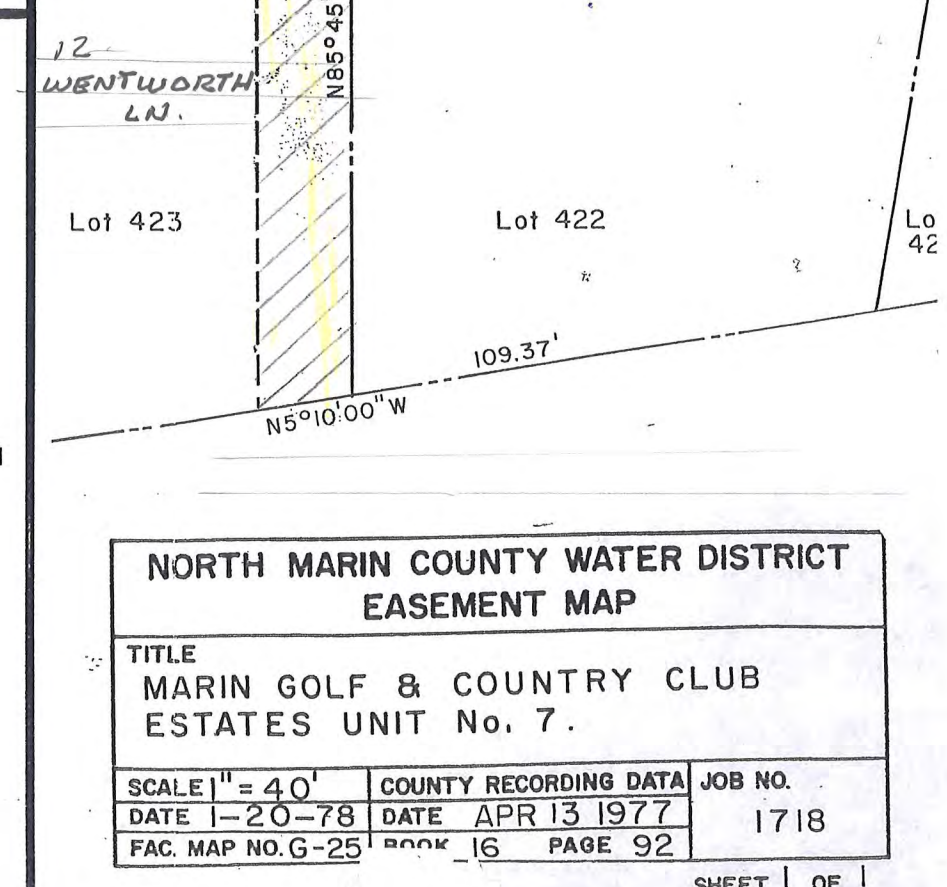 12
WENTWORTH
LN.
N85°45
Lot 423
Lot 422
Lo
42
109.37'
N5°10'00" W
NORTH MARIN COUNTY WATER DISTRICT
EASEMENT MAP
TITLE
MARIN GOLF & COUNTRY CLUB
ESTATES UNIT No. 7.
SCALE 1" = 40' COUNTY RECORDING DATA JOB NO.
DATE 1-20-78 DATE APR 13 1977 1718
FAC. MAP NO. G-25 BOOK 16 PAGE 92
SHEET 1 OF 1